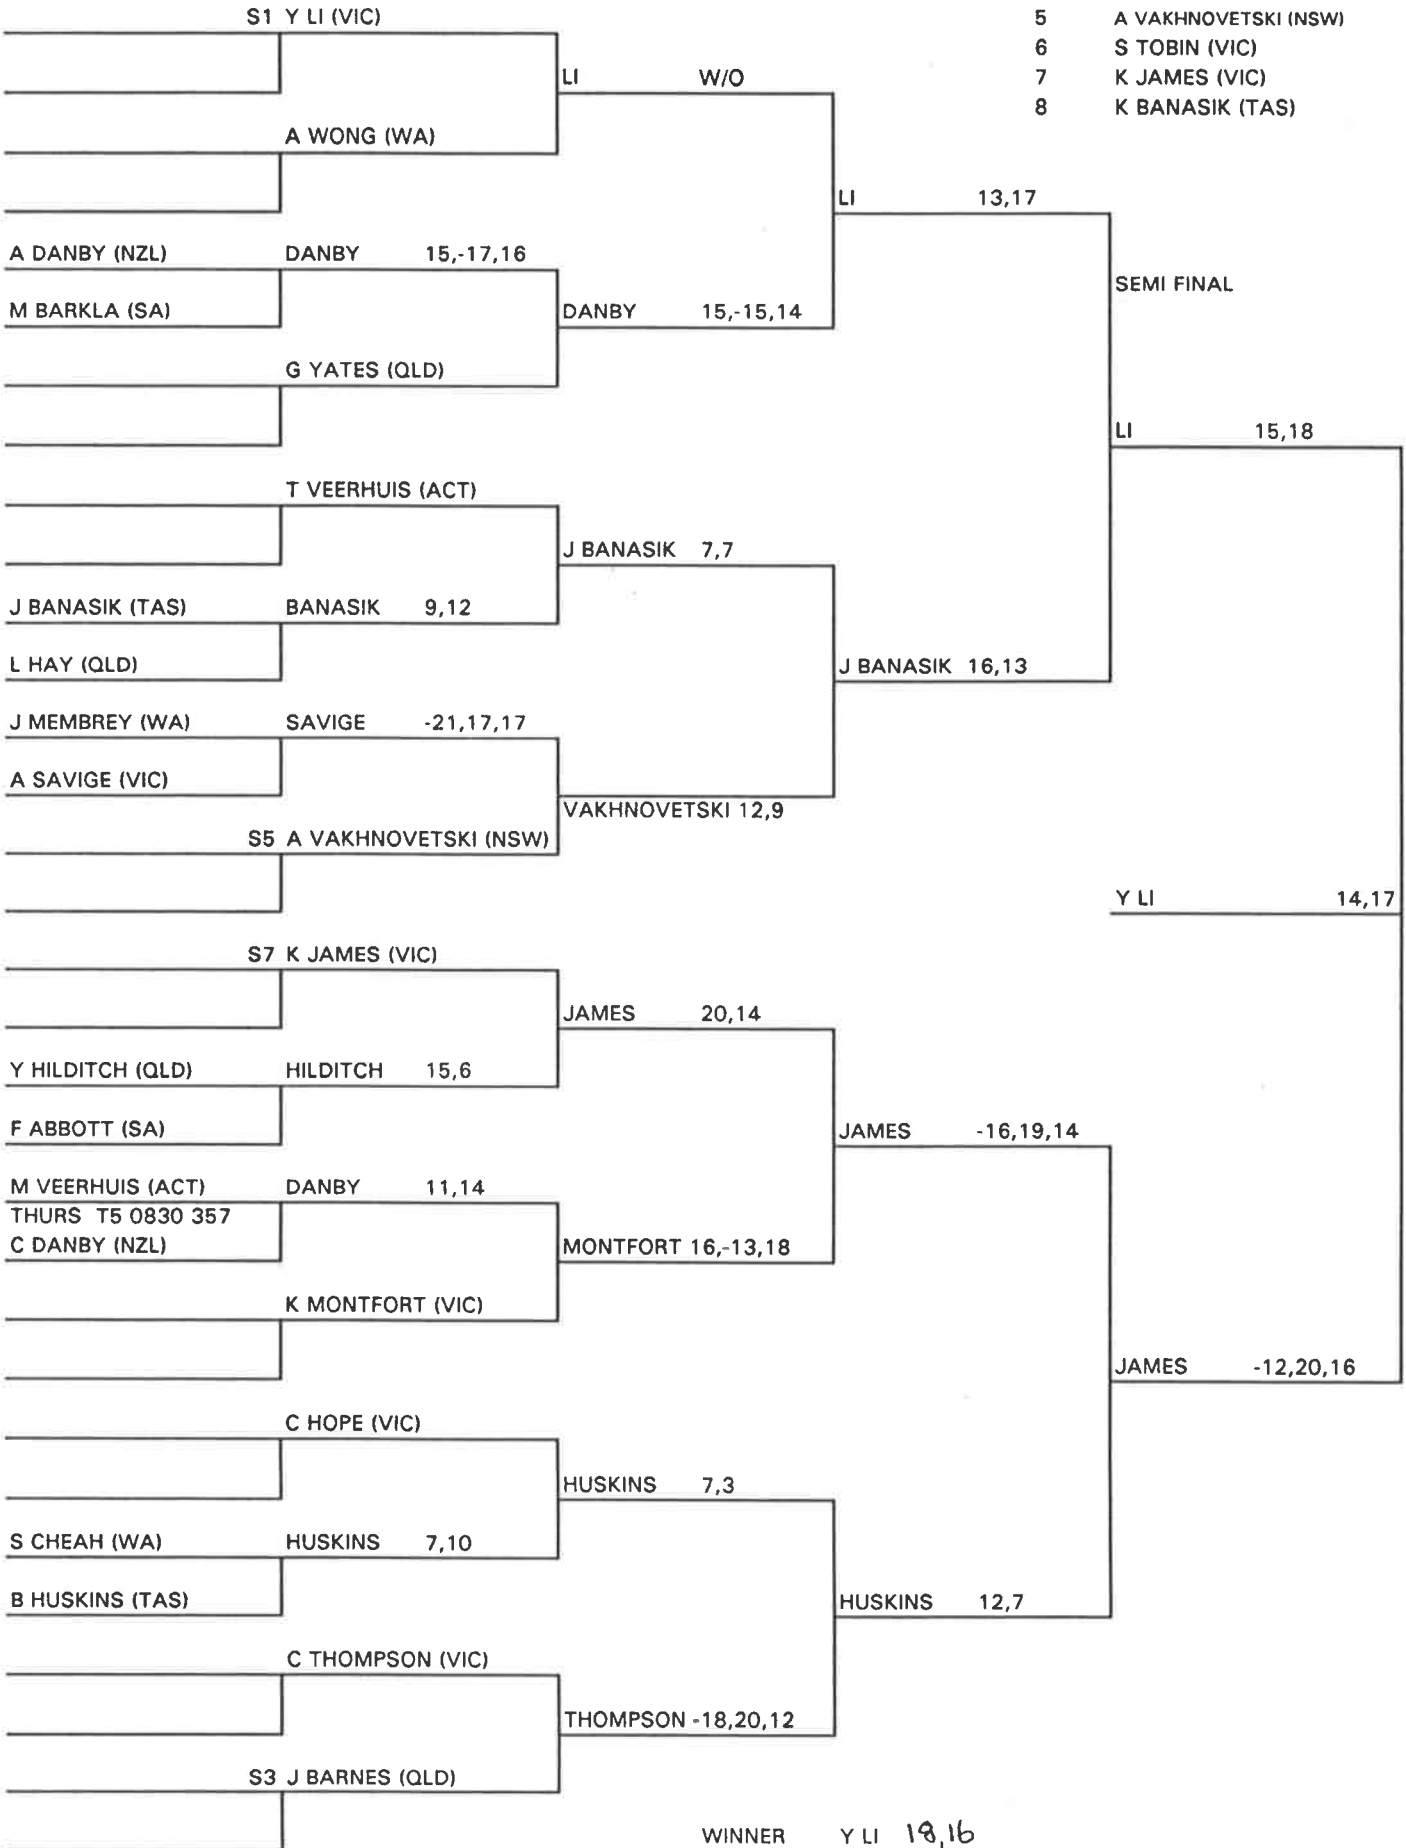 S1 Y LI (VIC)
5 A VAKHNOVETSKI (NSW)
6 S TOBIN (VIC)
7 K JAMES (VIC)
8 K BANASIK (TAS)
LI W/O
A WONG (WA)
LI 13,17
A DANBY (NZL) DANBY 15,-17,16
SEMI FINAL
M BARKLA (SA) DANBY 15,-15,14
G YATES (QLD)
LI 15,18
T VEERHUIS (ACT)
J BANASIK 7,7
J BANASIK (TAS) BANASIK 9,12
L HAY (QLD) J BANASIK 16,13
J MEMBREY (WA) SAVIGE -21,17,17
A SAVIGE (VIC)
VAKHNOVETSKI 12,9
S5 A VAKHNOVETSKI (NSW)
Y LI 14,17
S7 K JAMES (VIC)
JAMES 20,14
Y HILDITCH (QLD) HILDITCH 15,6
F ABBOTT (SA) JAMES -16,19,14
M VEERHUIS (ACT) DANBY 11,14
THURS T5 0830 357
C DANBY (NZL) MONTFORT 16,-13,18
K MONTFORT (VIC)
JAMES -12,20,16
C HOPE (VIC)
HUSKINS 7,3
S CHEAH (WA) HUSKINS 7,10
B HUSKINS (TAS) HUSKINS 12,7
C THOMPSON (VIC)
THOMPSON -18,20,12
S3 J BARNES (QLD)
WINNER Y LI 18,16